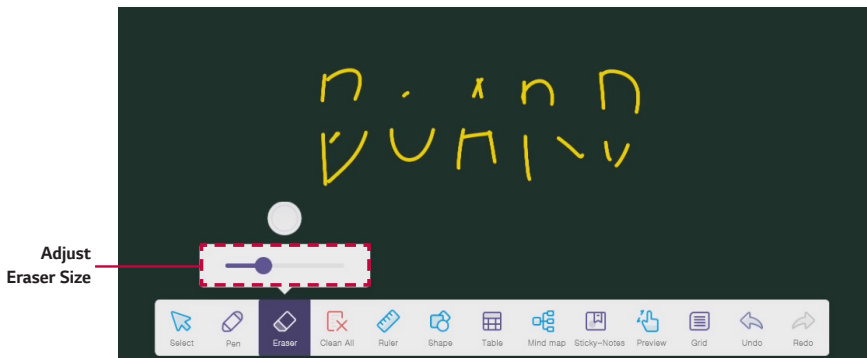 Adjust
Eraser Size
Select Pen Eraser Clean All Ruler Shape Table Mind map Sticky-Notes Preview Grid Undo Redo